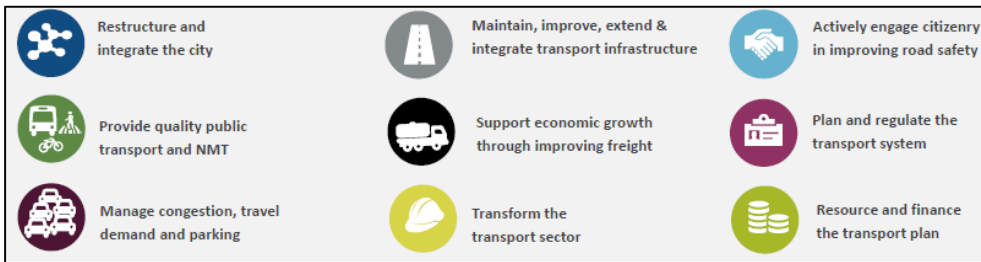 Restructure and
integrate the city
Maintain, improve, extend &
integrate transport infrastructure
Actively engage citizenry
in improving road safety
Provide quality public
transport and NMT
Support economic growth
through improving freight
Plan and regulate the
transport system
Manage congestion, travel
demand and parking
Transform the
transport sector
Resource and finance
the transport plan